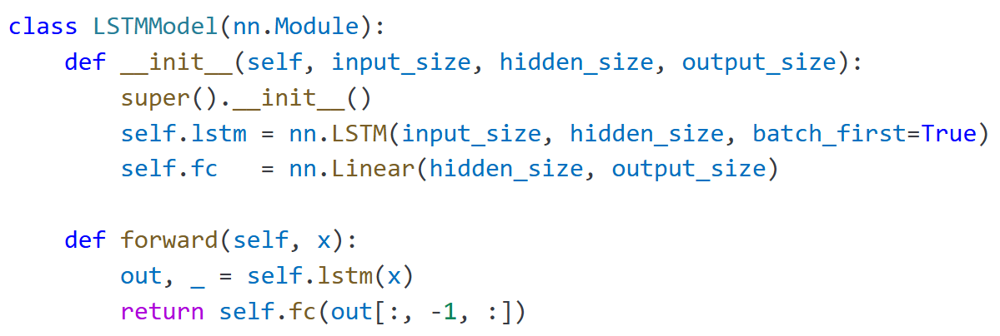 class LSTMModel(nn.Module):
    def __init__(self, input_size, hidden_size, output_size):
        super().__init__()
        self.lstm = nn.LSTM(input_size, hidden_size, batch_first=True)
        self.fc   = nn.Linear(hidden_size, output_size)

    def forward(self, x):
        out, _ = self.lstm(x)
        return self.fc(out[:, -1, :])